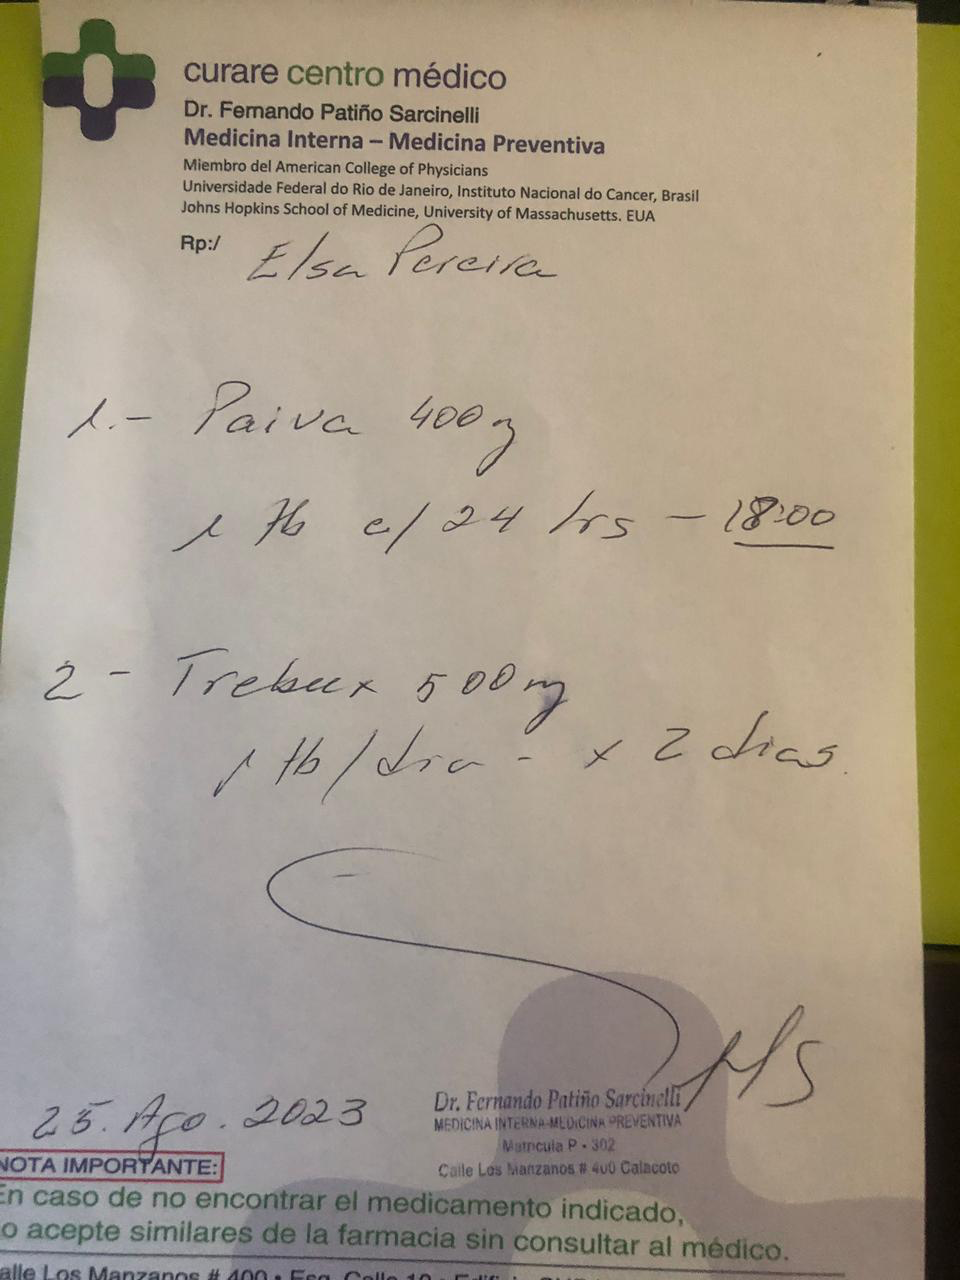 curare centro médico
Dr. Fernando Patiño Sarcinelli
Medicina Interna – Medicina Preventiva
Miembro del American College of Physicians
Universidade Federal do Rio de Janeiro, Instituto Nacional do Cancer, Brasil
Johns Hopkins School of Medicine, University of Massachusetts. EUA
Rp:/ Elsa Pereira
1.- Paiva 400
1 Tb c/ 24 hrs - 18:00
2 - Trebux 500mg
1 tb/dia - x 2 dias.
25. Ago. 2023
Dr. Fernando Patiño Sarcinelli
MEDICINA INTERNA-MEDICINA PREVENTIVA
Matricula P - 302
Calle Los Manzanos # 400 Calacoto
NOTA IMPORTANTE:
En caso de no encontrar el medicamento indicado,
o acepte similares de la farmacia sin consultar al médico.
alle Los Manzanos # 400 • Esq. Calle